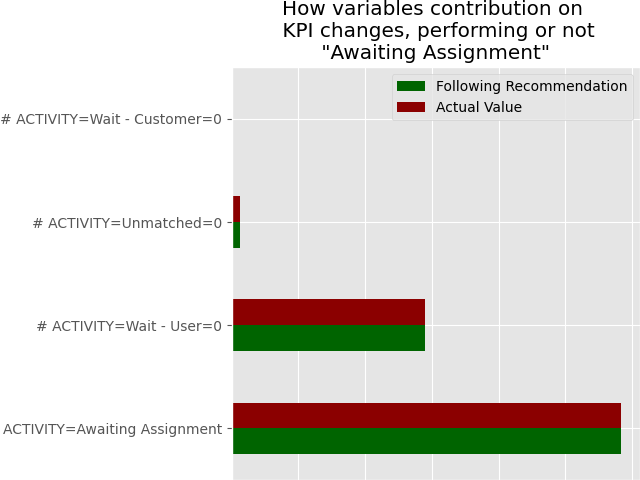 How variables contribution on
KPI changes, performing or not
"Awaiting Assignment"
Following Recommendation
Actual Value
# ACTIVITY=Wait - Customer=0
# ACTIVITY=Unmatched=0
# ACTIVITY=Wait - User=0
ACTIVITY=Awaiting Assignment